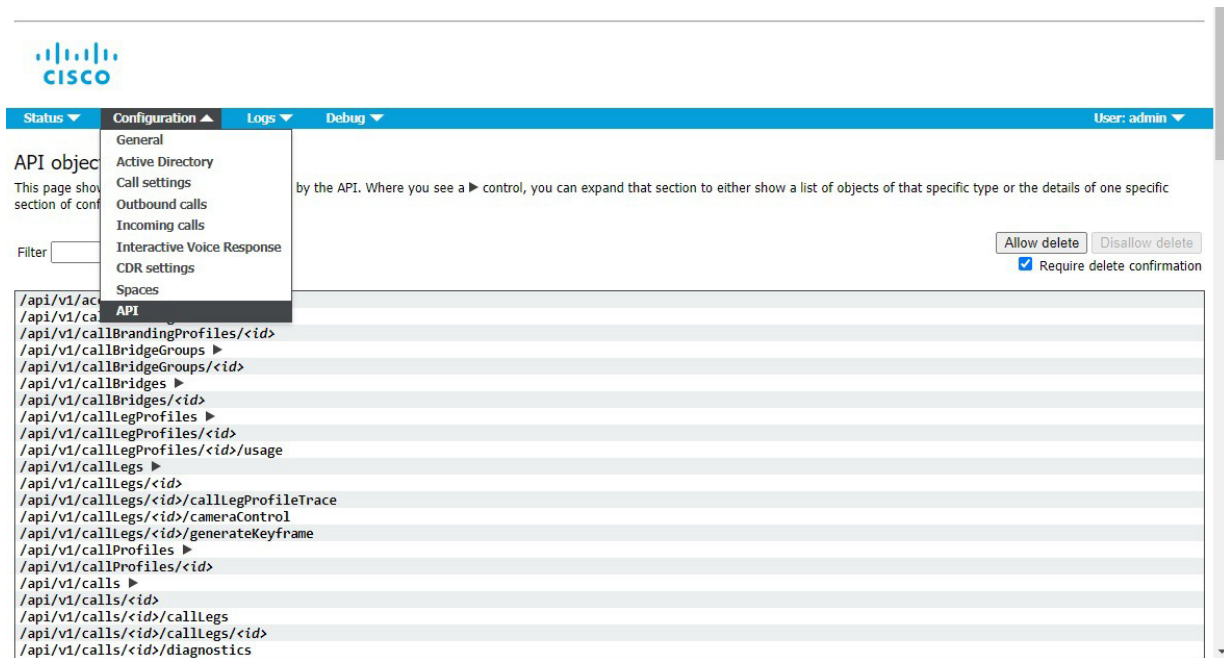 CISCO
Status ▼ Configuration ▲ Logs ▼ Debug ▼ User: admin ▼
General
Active Directory
Call settings
Outbound calls
Incoming calls
Interactive Voice Response
CDR settings
Spaces
API
API objec
This page show by the API. Where you see a ▶ control, you can expand that section to either show a list of objects of that specific type or the details of one specific
section of conf
Filter
Allow delete Disallow delete
Require delete confirmation
/api/v1/ac
/api/v1/ca
/api/v1/callBrandingProfiles/<id>
/api/v1/callBridgeGroups ▶
/api/v1/callBridgeGroups/<id>
/api/v1/callBridges ▶
/api/v1/callBridges/<id>
/api/v1/callLegProfiles ▶
/api/v1/callLegProfiles/<id>
/api/v1/callLegProfiles/<id>/usage
/api/v1/callLegs ▶
/api/v1/callLegs/<id>
/api/v1/callLegs/<id>/callLegProfileTrace
/api/v1/callLegs/<id>/cameraControl
/api/v1/callLegs/<id>/generateKeyframe
/api/v1/callProfiles ▶
/api/v1/callProfiles/<id>
/api/v1/calls ▶
/api/v1/calls/<id>
/api/v1/calls/<id>/callLegs
/api/v1/calls/<id>/callLegs/<id>
/api/v1/calls/<id>/diagnostics